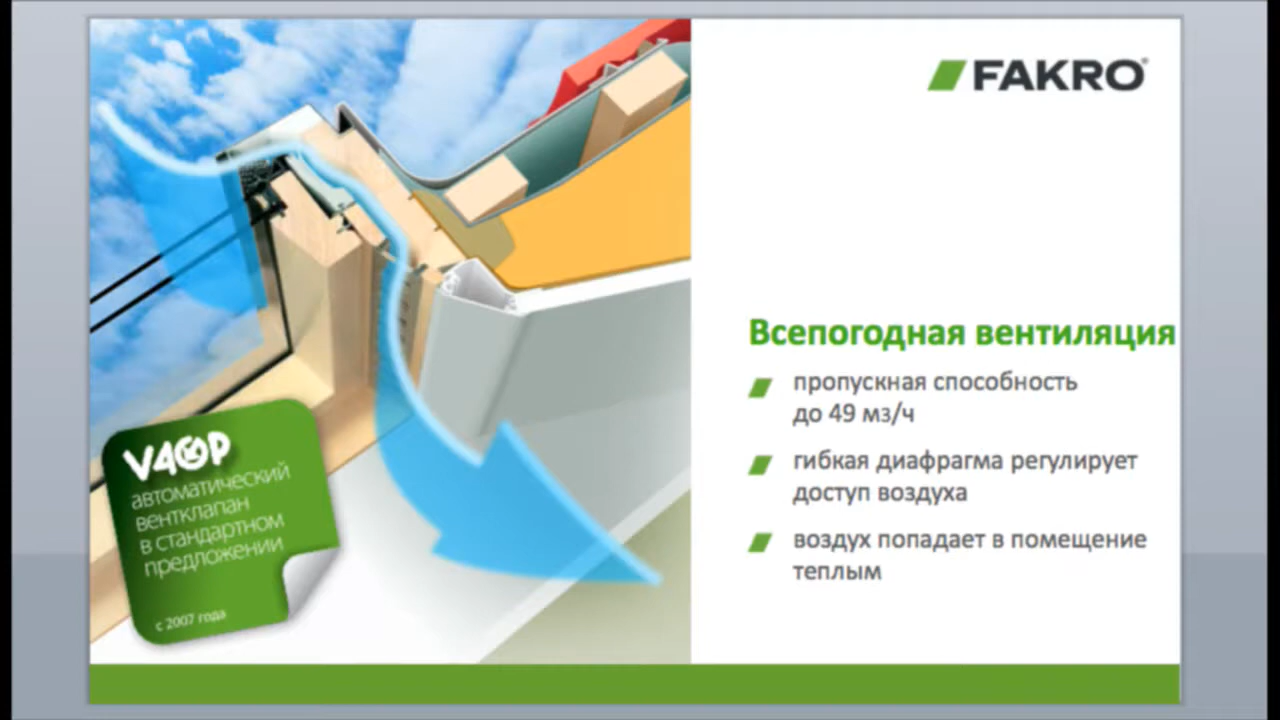 FAKRO®
Всепогодная вентиляция
пропускная способность
до 49 мз/ч
гибкая диафрагма регулирует
доступ воздуха
воздух попадает в помещение
теплым
V40P
автоматический
вентклапан
в стандартном
предложении
с 2007 года